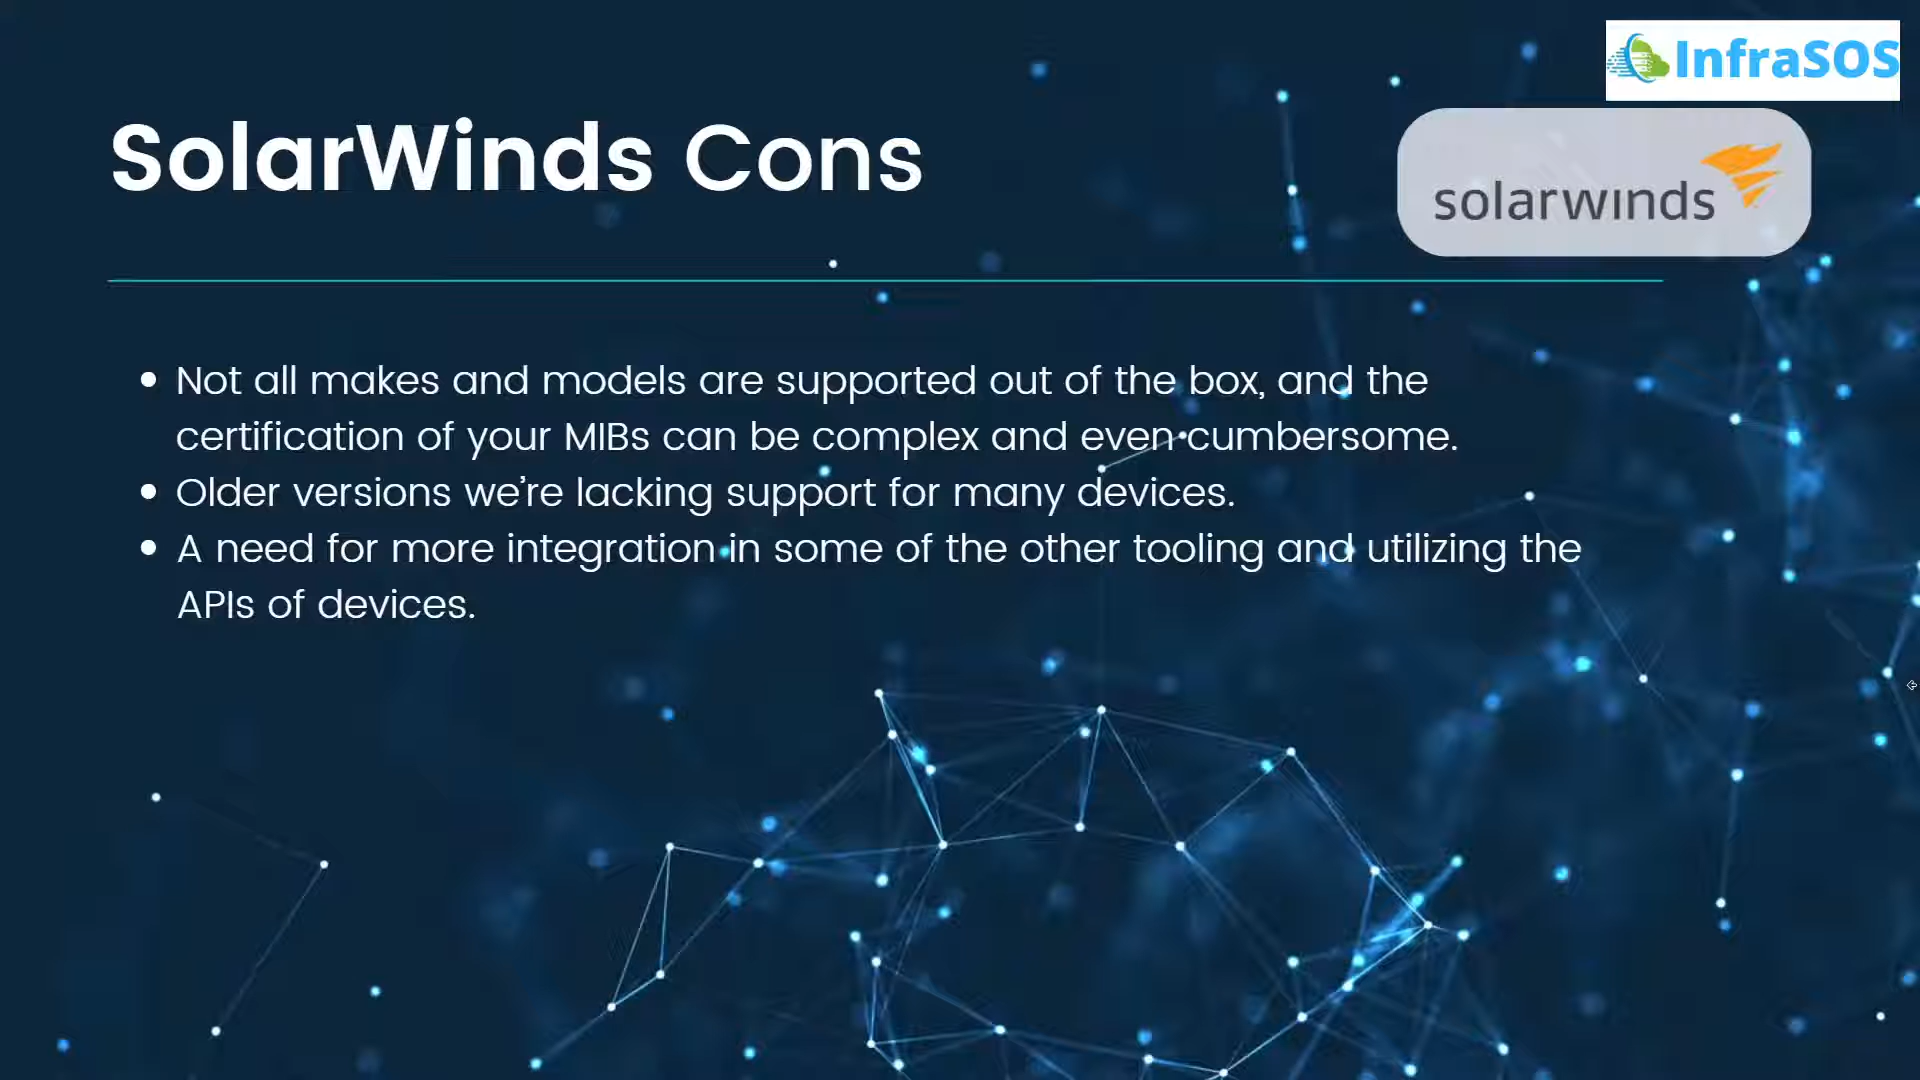 InfraSOS
SolarWinds Cons
solarwinds
• Not all makes and models are supported out of the box, and the
certification of your MIBs can be complex and even cumbersome.
• Older versions we’re lacking support for many devices.
• A need for more integration in some of the other tooling and utilizing the
APIs of devices.